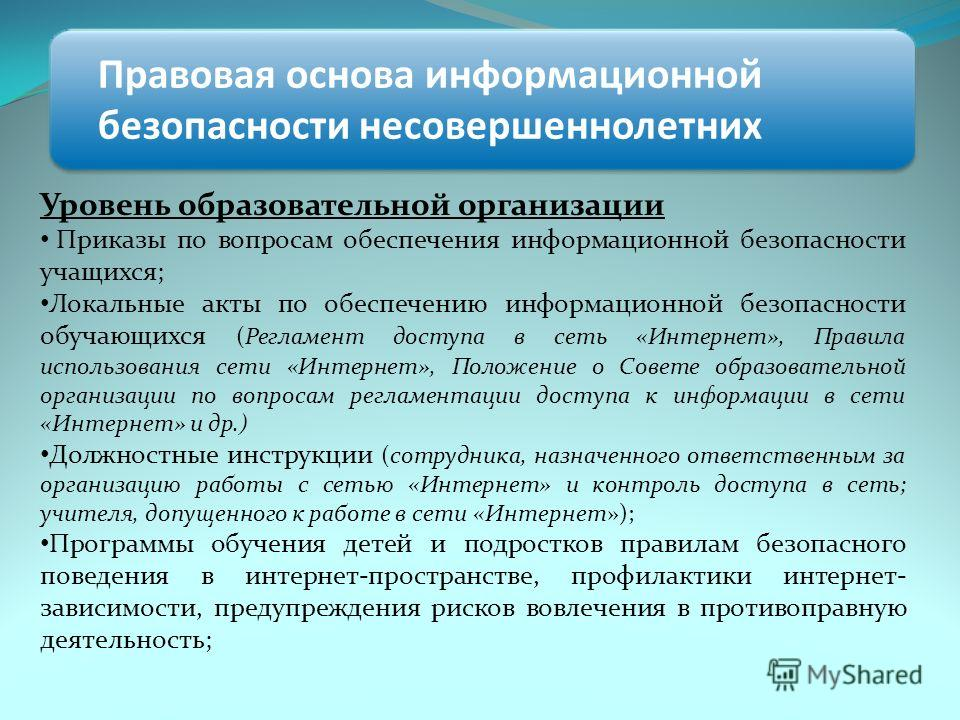 Правовая основа информационной
безопасности несовершеннолетних
Уровень образовательной организации
• Приказы по вопросам обеспечения информационной безопасности
учащихся;
•Локальные акты по обеспечению информационной безопасности
обучающихся (Регламент доступа в сеть «Интернет», Правила
использования сети «Интернет», Положение о Совете образовательной
организации по вопросам регламентации доступа к информации в сети
«Интернет» и др.)
•Должностные инструкции (сотрудника, назначенного ответственным за
организацию работы с сетью «Интернет» и контроль доступа в сеть;
учителя, допущенного к работе в сети «Интернет»);
•Программы обучения детей и подростков правилам безопасного
поведения в интернет-пространстве, профилактики интернет-
зависимости, предупреждения рисков вовлечения в противоправную
деятельность;
MyShared